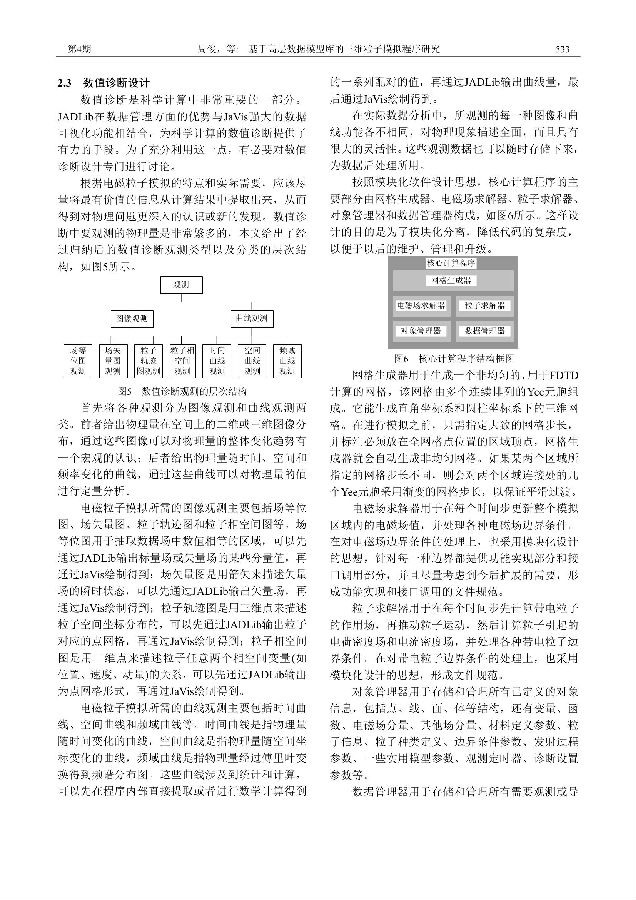 第4期
周俊，等: 基于高层数据模型库的三维粒子模拟程序研究
533
2.3 数值诊断设计
数值诊断是科学计算中非常重要的一部分。
JADLib在数据管理方面的优势与JaVis强大的数据
可视化功能相结合，为科学计算的数值诊断提供了
有力的手段。为了充分利用这一点，有必要对数值
诊断设计专门进行讨论。
根据电磁粒子模拟的特点和实际需要，应该尽
量将最有价值的信息从计算结果中提取出来，从而
得到对物理问题更深入的认识或新的发现。数值诊
断中要观测的物理量是非常繁多的，本文给出了经
过归纳后的数值诊断观测类型以及分类的层次结
构，如图5所示。
观测
图像观测
曲线观测
场等
位图
观测
场矢
量图
观测
粒子
轨迹
图观测
粒子相
空间
观测
时间
曲线
观测
空间
曲线
观测
频域
曲线
观测
图5 数值诊断观测的层次结构
首先将各种观测分为图像观测和曲线观测两
类。前者给出物理量在空间上的二维或三维图像分
布，通过这些图像可以对物理量的整体变化趋势有
一个宏观的认识；后者给出物理量随时间、空间和
频率变化的曲线，通过这些曲线可以对物理量的值
进行定量分析。
电磁粒子模拟所需的图像观测主要包括场等位
图、场矢量图、粒子轨迹图和粒子相空间图等。场
等位图用于抽取数据场中数值相等的区域，可以先
通过JADLib输出标量场或矢量场的某些分量值，再
通过JaVis绘制得到；场矢量图是用箭矢来描述矢量
场的瞬时状态，可以先通过JADLib输出矢量场，再
通过JaVis绘制得到；粒子轨迹图是用三维点来描述
粒子空间坐标分布的，可以先通过JADLib输出粒子
对应的点网格，再通过JaVis绘制得到；粒子相空间
图是用二维点来描述粒子任意两个相空间变量(如
位置、速度、动量)的关系，可以先通过JADLib输出
为点网格形式，再通过JaVis绘制得到。
电磁粒子模拟所需的曲线观测主要包括时间曲
线、空间曲线和频域曲线等。时间曲线是指物理量
随时间变化的曲线，空间曲线是指物理量随空间坐
标变化的曲线，频域曲线是指物理量经过傅里叶变
换得到频谱分布图。这些曲线涉及到统计和计算，
可以先在程序内部直接提取或者进行数学计算得到
的一系列配对的值，再通过JADLib输出曲线量，最
后通过JaVis绘制得到。
在实际数据分析中，所观测的每一种图像和曲
线功能各不相同，对物理现象描述全面，而且具有
很大的灵活性。这些观测数据也可以随时存储下来，
为数据后处理所用。
按照模块化软件设计思想，核心计算程序的主
要部分由网格生成器、电磁场求解器、粒子求解器、
对象管理器和数据管理器构成，如图6所示。这样设
计的目的是为了模块化分离，降低代码的复杂度，
以便于以后的维护、管理和升级。
核心计算程序
网格生成器
电磁场求解器
粒子求解器
对象管理器
数据管理器
图6 核心计算程序结构框图
网格生成器用于生成一个非均匀的、用于FDTD
计算的网格，该网格由多个连续排列的Yee元胞组
成。它能生成直角坐标系和圆柱坐标系下的三维网
格。在进行模拟之前，只需指定大致的网格步长，
并标注必须放在全网格点位置的区域顶点，网格生
成器就会自动生成非均匀网格。如果某两个区域所
指定的网格步长不同，则会对两个区域连接处的几
个Yee元胞采用渐变的网格步长，以保证平滑过渡。
电磁场求解器用于在每个时间步更新整个模拟
区域内的电磁场值，并处理各种电磁场边界条件。
在对电磁场边界条件的处理上，也采用模块化设计
的思想，针对每一种边界都提供功能实现部分和接
口调用部分，并且尽量考虑到今后扩展的需要，形
成功能实现和接口调用的文件规范。
粒子求解器用于在每个时间步先计算带电粒子
的作用场，再推动粒子运动，然后计算粒子引起的
电荷密度场和电流密度场，并处理各种带电粒子边
界条件。在对带电粒子边界条件的处理上，也采用
模块化设计的思想，形成文件规范。
对象管理器用于存储和管理所有已定义的对象
信息，包括点、线、面、体等结构，还有变量、函
数、电磁场分量、其他场分量、材料定义参数、粒
子信息、粒子种类定义、边界条件参数、发射过程
参数、一些实用模型参数、观测定时器、诊断设置
参数等。
数据管理器用于存储和管理所有需要观测或导